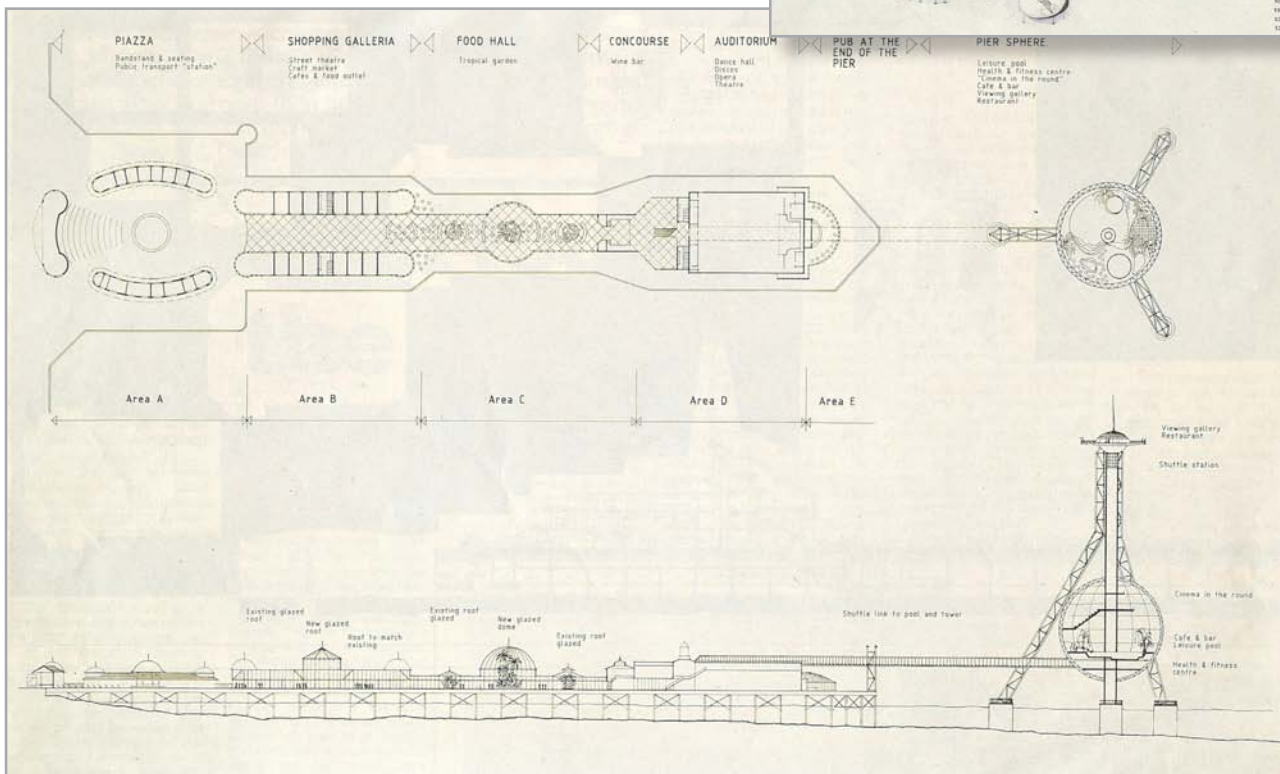 PIAZZA
Bandstand & seating
Public transport "station"
SHOPPING GALLERIA
Street theatre
Craft market
Cafes & food outlet
FOOD HALL
Tropical garden
CONCOURSE
Wine bar
AUDITORIUM
Dance hall
Discos
Opera
Theatre
PUB AT THE
END OF THE
PIER
PIER SPHERE
Leisure pool
Health & fitness centre
"Cinema in the round"
Cafe & bar
Viewing gallery
Restaurant
Area A
Area B
Area C
Area D
Area E
Viewing gallery
Restaurant
Shuttle station
Cinema in the round
Cafe & bar
Leisure pool
Health & fitness
centre
Shuttle link to pool and tower
Existing glazed
roof
New glazed
roof
Roof to match
existing
Existing roof
glazed
New glazed
dome
Existing roof
glazed